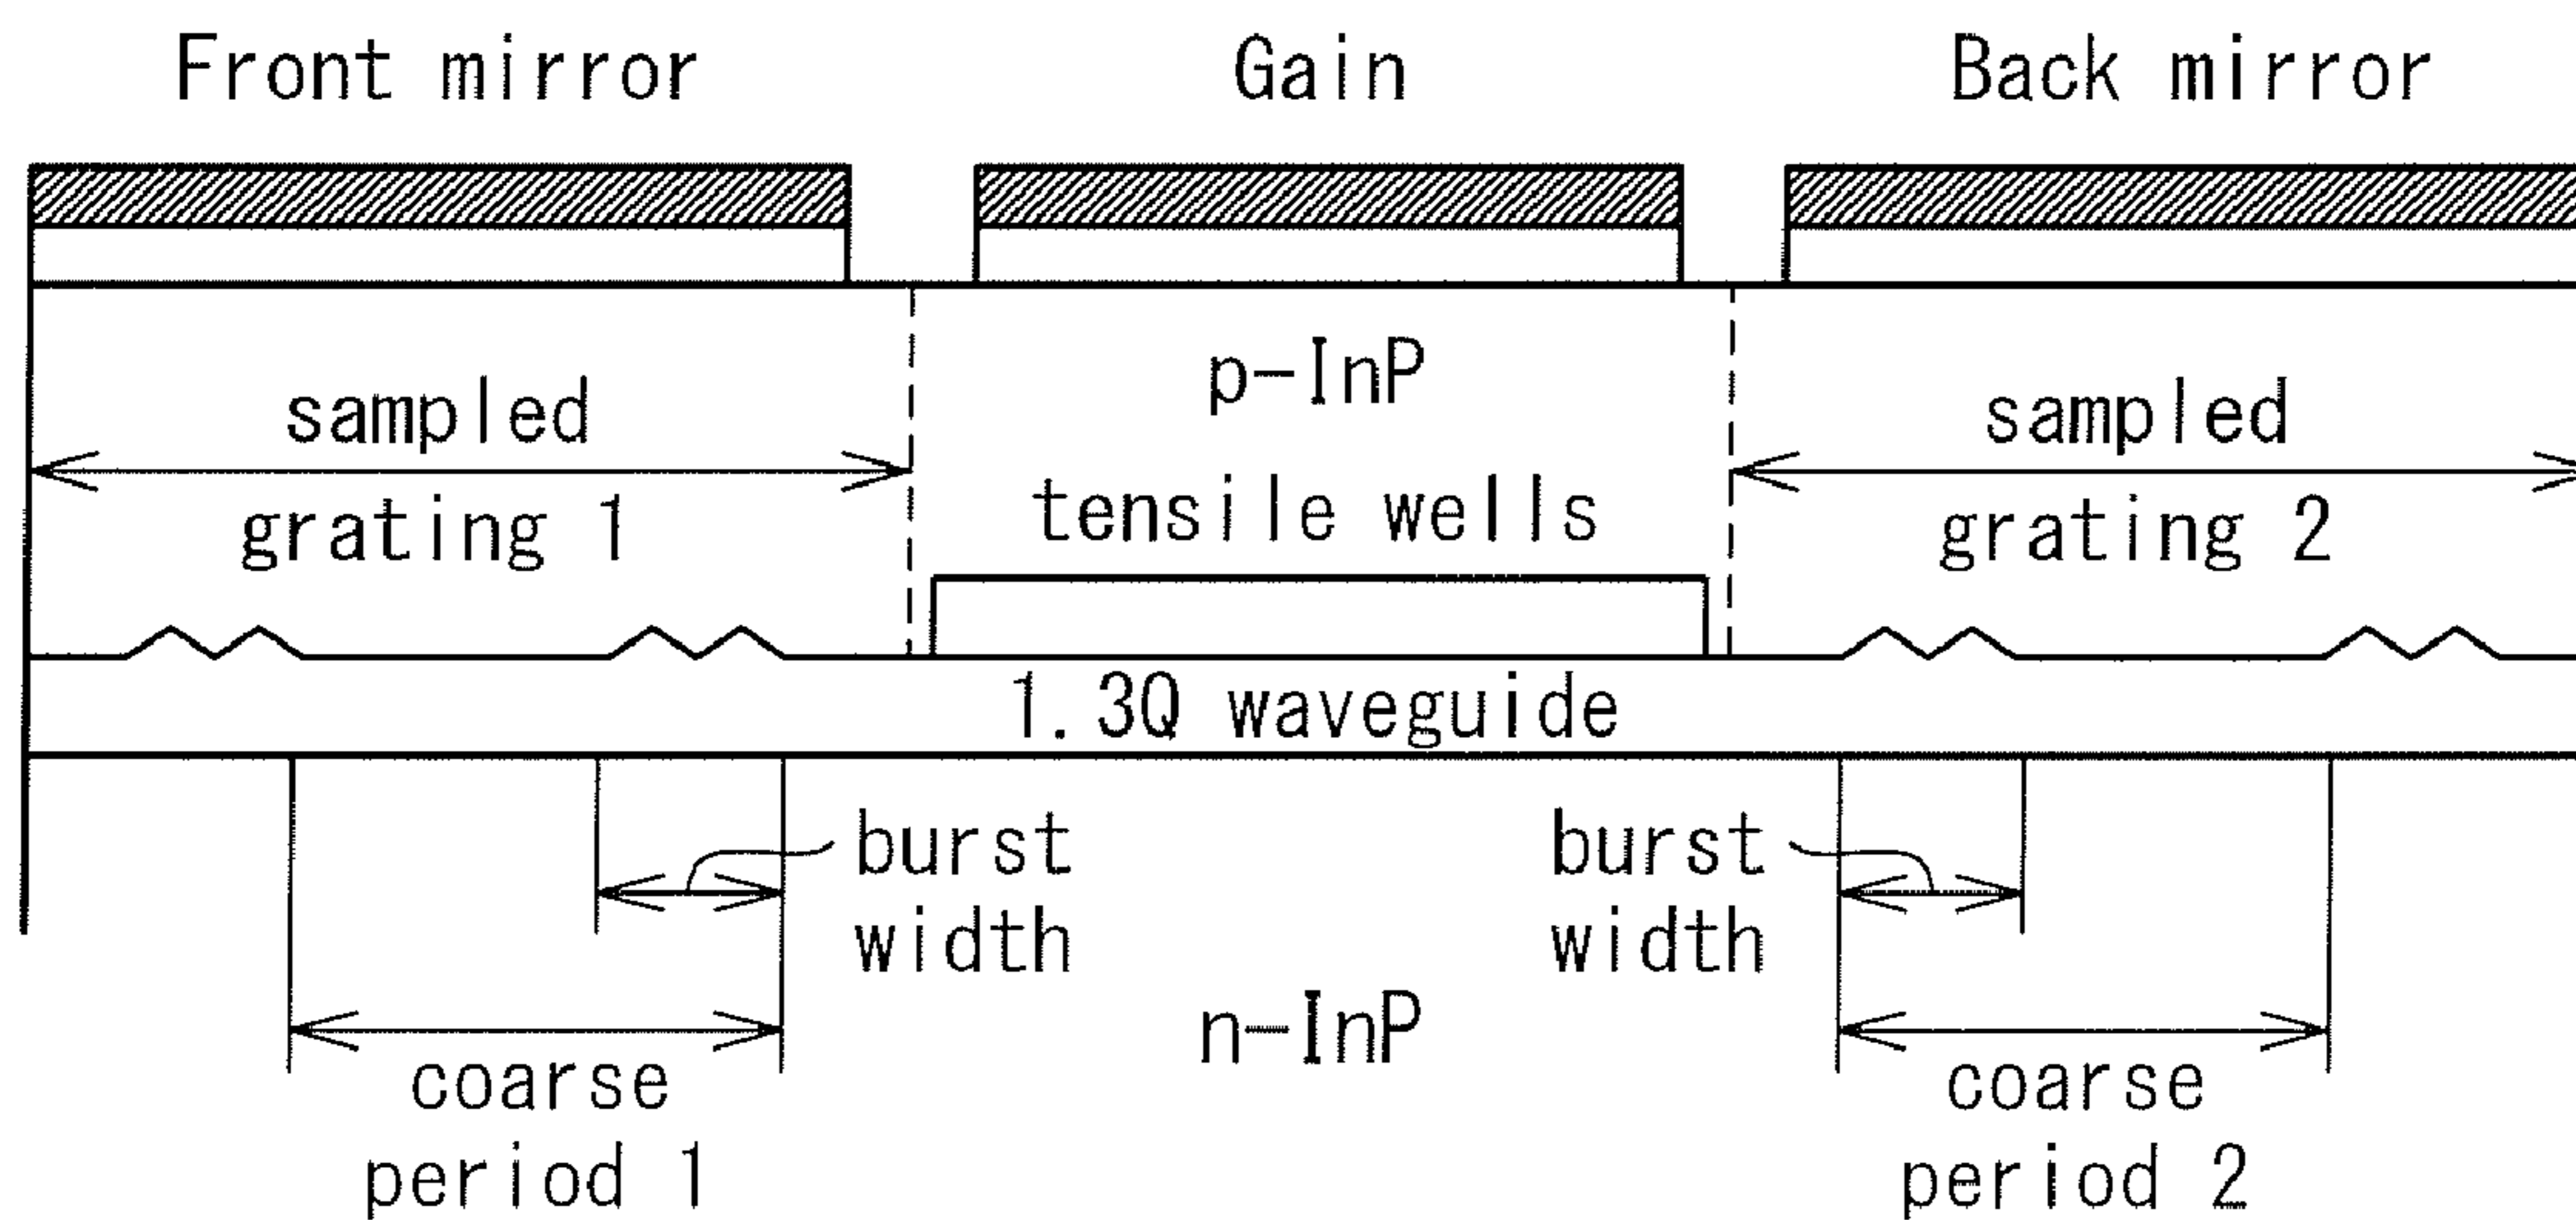 Front mirror
Gain
Back mirror
sampled
grating 1
p-InP
tensile wells
sampled
grating 2
1.3Q waveguide
burst
width
burst
width
coarse
period 1
n-InP
coarse
period 2